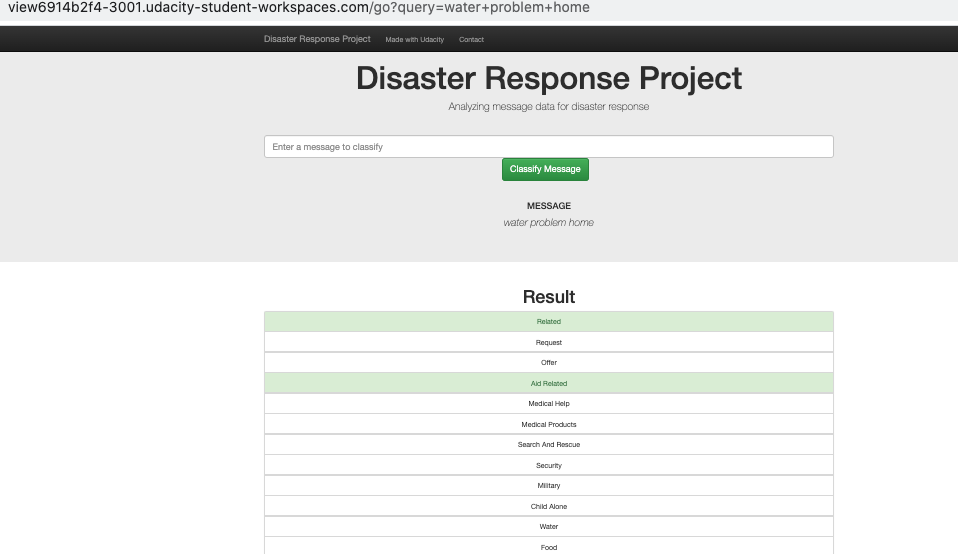 view6914b2f4-3001.udacity-student-workspaces.com/go?query=water+problem+home
Disaster Response Project Made with Udacity Contact
Disaster Response Project
Analyzing message data for disaster response
Enter a message to classify
Classify Message
MESSAGE
water problem home
Result
Related
Request
Offer
Aid Related
Medical Help
Medical Products
Search And Rescue
Security
Military
Child Alone
Water
Food